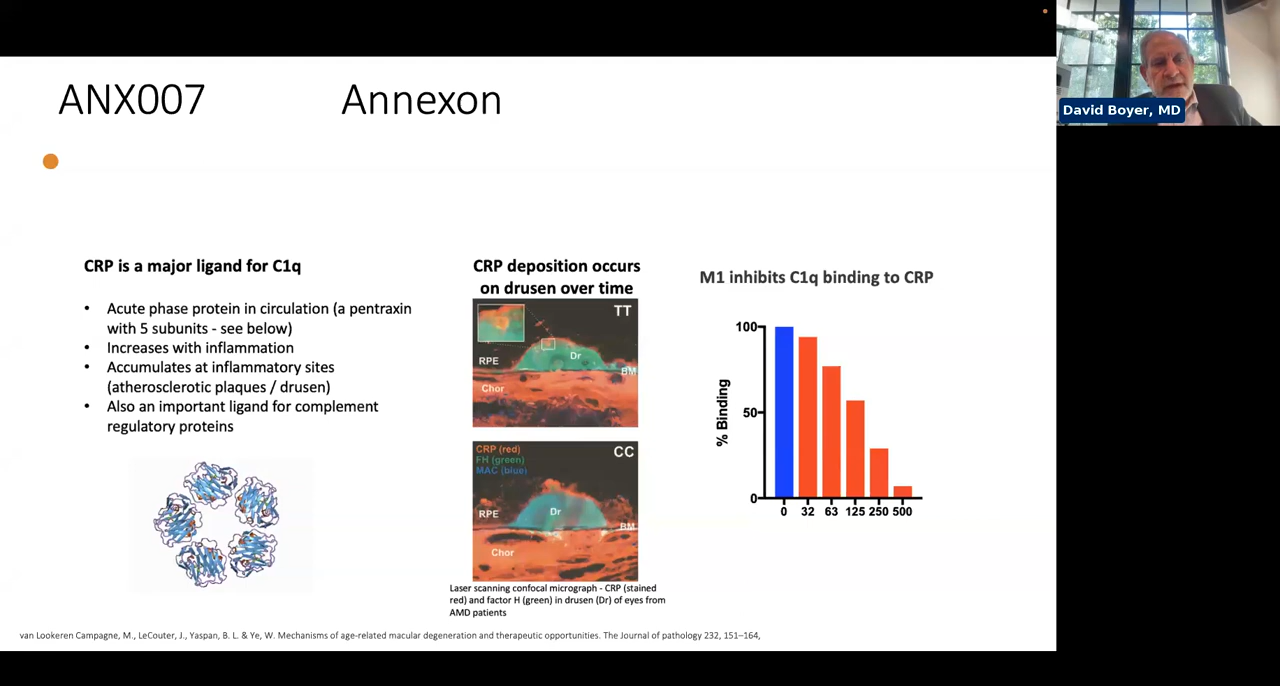 ANX007 Annexon
David Boyer, MD
CRP is a major ligand for C1q
• Acute phase protein in circulation (a pentraxin
with 5 subunits - see below)
• Increases with inflammation
• Accumulates at inflammatory sites
(atherosclerotic plaques / drusen)
• Also an important ligand for complement
regulatory proteins
CRP deposition occurs
on drusen over time
TT
Dr
RPE
BM
Chor
CRP (red)
FH (green)
MAC (blue)
CC
RPE
Dr
BM
Chor
Laser scanning confocal micrograph - CRP (stained
red) and factor H (green) in drusen (Dr) of eyes from
AMD patients
M1 inhibits C1q binding to CRP
100
50
0
% Binding
0 32 63 125 250 500
van Lookeren Campagne, M., LeCouter, J., Yaspan, B. L. & Ye, W. Mechanisms of age-related macular degeneration and therapeutic opportunities. The Journal of pathology 232, 151–164,